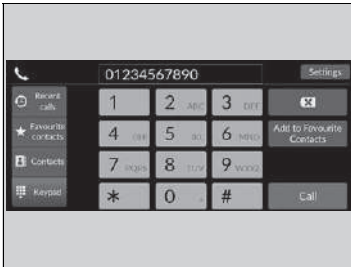 01234567890
Settings
Recent
calls
1
2 ABC
3 DEF
Favourite
contacts
4 GHI
5 JKL
6 MNO
Add to Favourite
Contacts
Contacts
7 PQRS
8 TUV
9 WXYZ
Keypad
*
0 +
#
Call